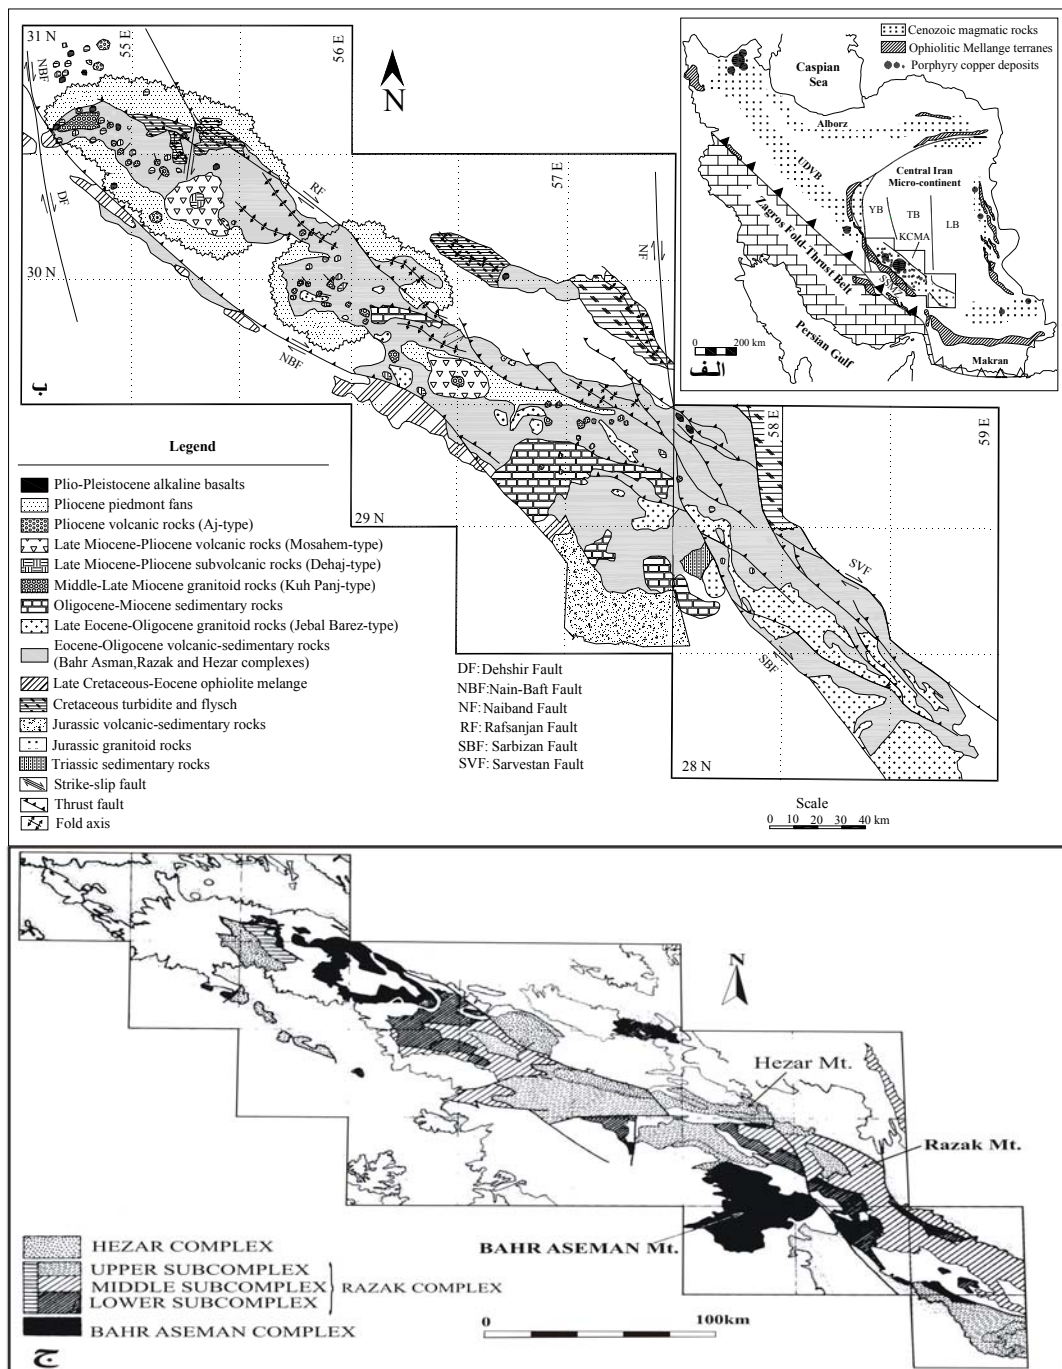 31 N
55 E
56 E
NBF
N
DF
RF
57 E
NF
30 N
NBF
ب
58 E
59 E
29 N
SVF
SBF
28 N
Cenozoic magmatic rocks
Ophiolitic Mellange terranes
Porphyry copper deposits
Caspian
Sea
Alborz
UDVB
Central Iran
Micro-continent
YB
TB
LB
KCMA
Zagros Fold-Thrust Belt
Persian Gulf
Makran
0 200 km
الـف
Legend
Plio-Pleistocene alkaline basalts
Pliocene piedmont fans
Pliocene volcanic rocks (Aj-type)
Late Miocene-Pliocene volcanic rocks (Mosahem-type)
Late Miocene-Pliocene subvolcanic rocks (Dehaj-type)
Middle-Late Miocene granitoid rocks (Kuh Panj-type)
Oligocene-Miocene sedimentary rocks
Late Eocene-Oligocene granitoid rocks (Jebal Barez-type)
Eocene-Oligocene volcanic-sedimentary rocks
(Bahr Asman,Razak and Hezar complexes)
Late Cretaceous-Eocene ophiolite melange
Cretaceous turbidite and flysch
Jurassic volcanic-sedimentary rocks
Jurassic granitoid rocks
Triassic sedimentary rocks
Strike-slip fault
Thrust fault
Fold axis
DF: Dehshir Fault
NBF:Nain-Baft Fault
NF: Naiband Fault
RF: Rafsanjan Fault
SBF: Sarbizan Fault
SVF: Sarvestan Fault
Scale
0 10 20 30 40 km
N
Hezar Mt.
Razak Mt.
BAHR ASEMAN Mt.
HEZAR COMPLEX
UPPER SUBCOMPLEX
MIDDLE SUBCOMPLEX
RAZAK COMPLEX
LOWER SUBCOMPLEX
BAHR ASEMAN COMPLEX
0 100km
ج